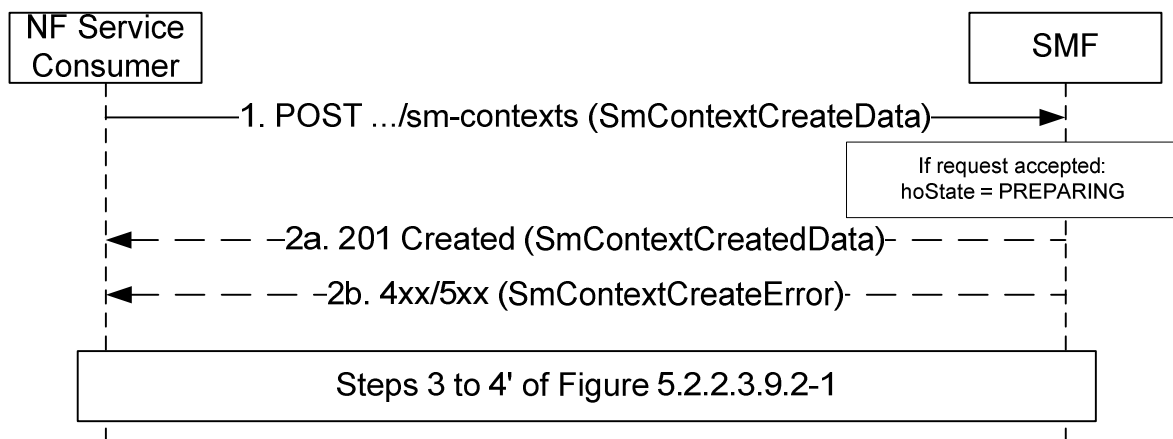 NF Service
Consumer
SMF
1. POST .../sm-contexts (SmContextCreateData)
If request accepted:
hoState = PREPARING
2a. 201 Created (SmContextCreatedData)
2b. 4xx/5xx (SmContextCreateError)
Steps 3 to 4' of Figure 5.2.2.3.9.2-1